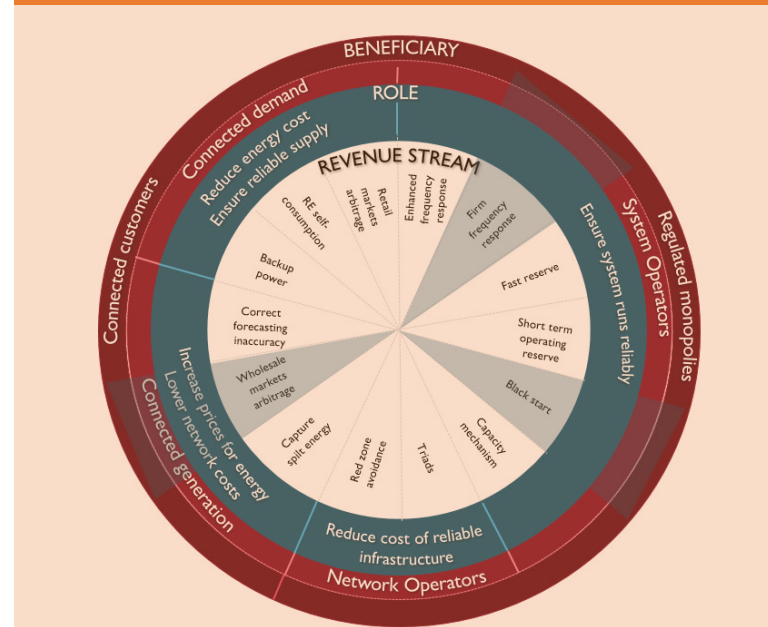 BENEFICIARY
ROLE
REVENUE STREAM
Connected customers
Connected demand
Reduce energy cost
Ensure reliable supply
Regulated monopolies
System Operators
Ensure system runs reliably
Connected generation
Increase prices for energy
Lower network costs
Network Operators
Reduce cost of reliable
infrastructure
Enhanced
frequency
response
Firm
frequency
response
Fast reserve
Short term
operating
reserve
Black start
Capacity
mechanism
Triads
Red zone
avoidance
Capture
spilt energy
Wholesale
markets
arbitrage
Correct
forecasting
inaccuracy
Backup
power
RE self-
consumption
Retail
markets
arbitrage